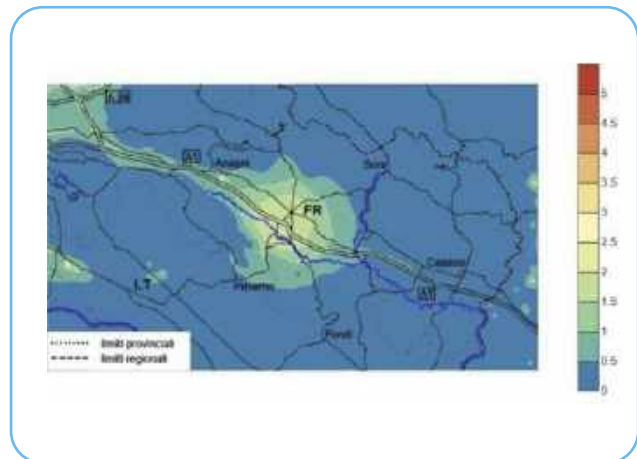 A1
Anagni
Sora
FR
LT
Cassino
A1
limiti provinciali
limiti regionali
5
4.5
4
3.5
3
2.5
2
1.5
1
0.5
0